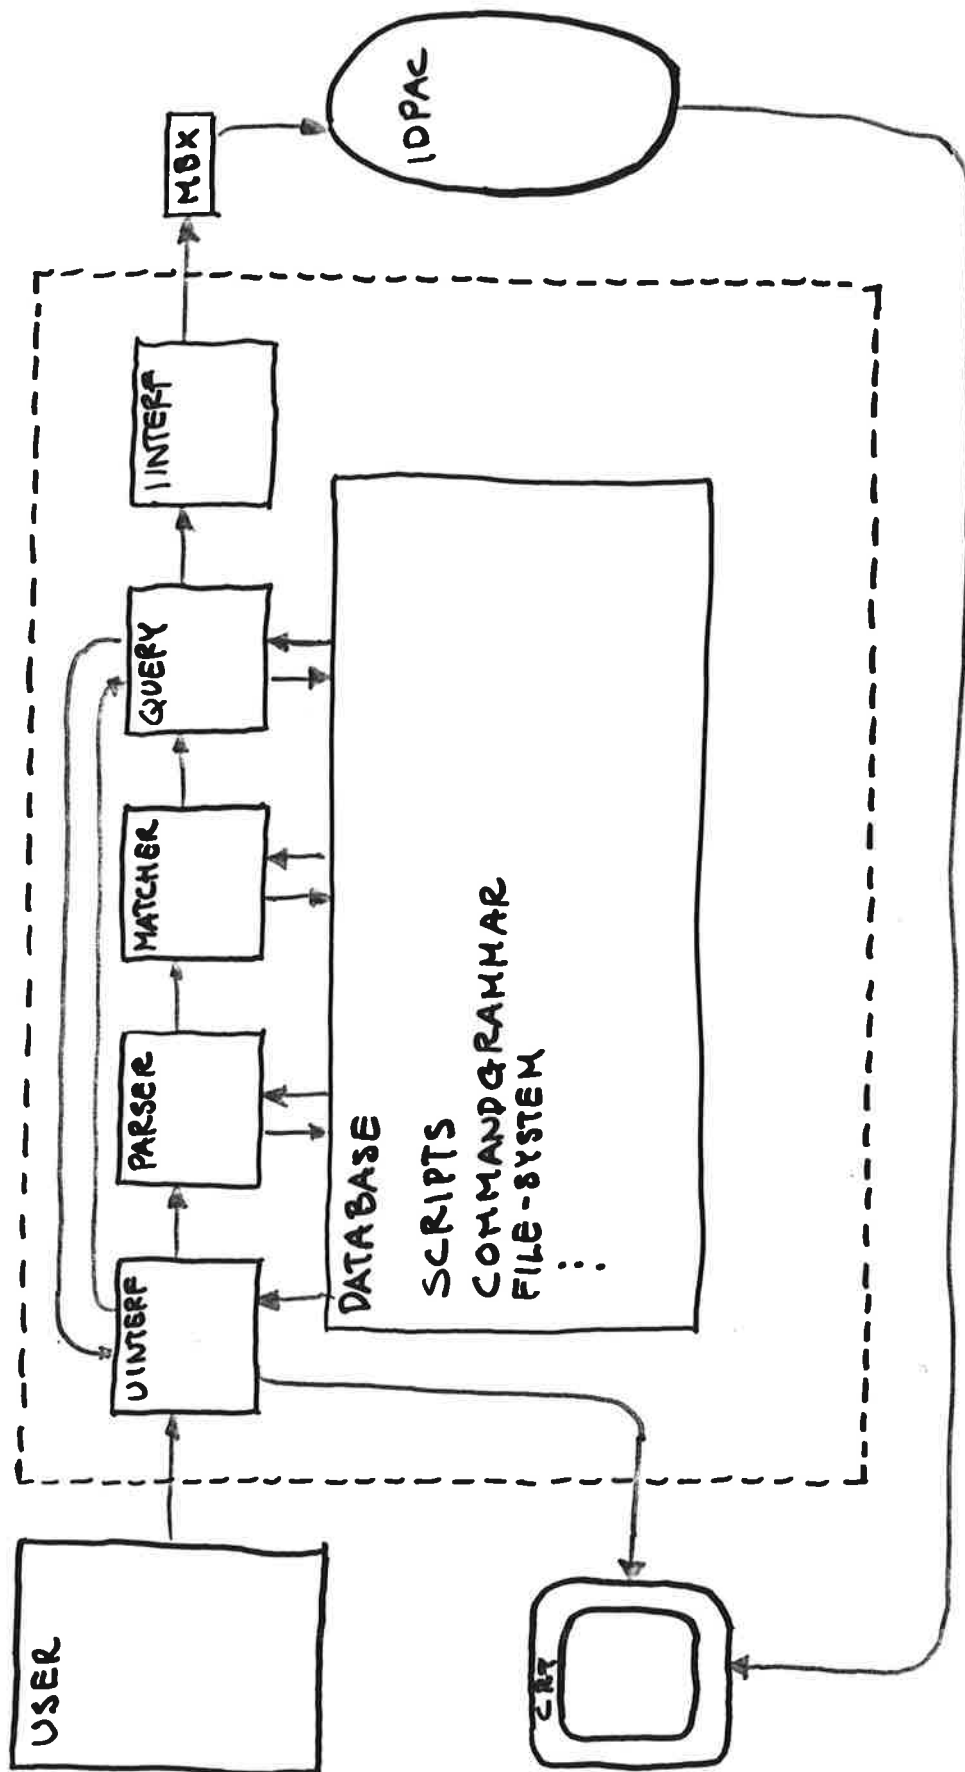 USER
UINTERF
PARSER
MATCHER
QUERY
IINTERF
MBX
IDPAC
DATABASE
SCRIPTS
COMMANDGRAMMAR
FILE-SYSTEM
⋮
CRT